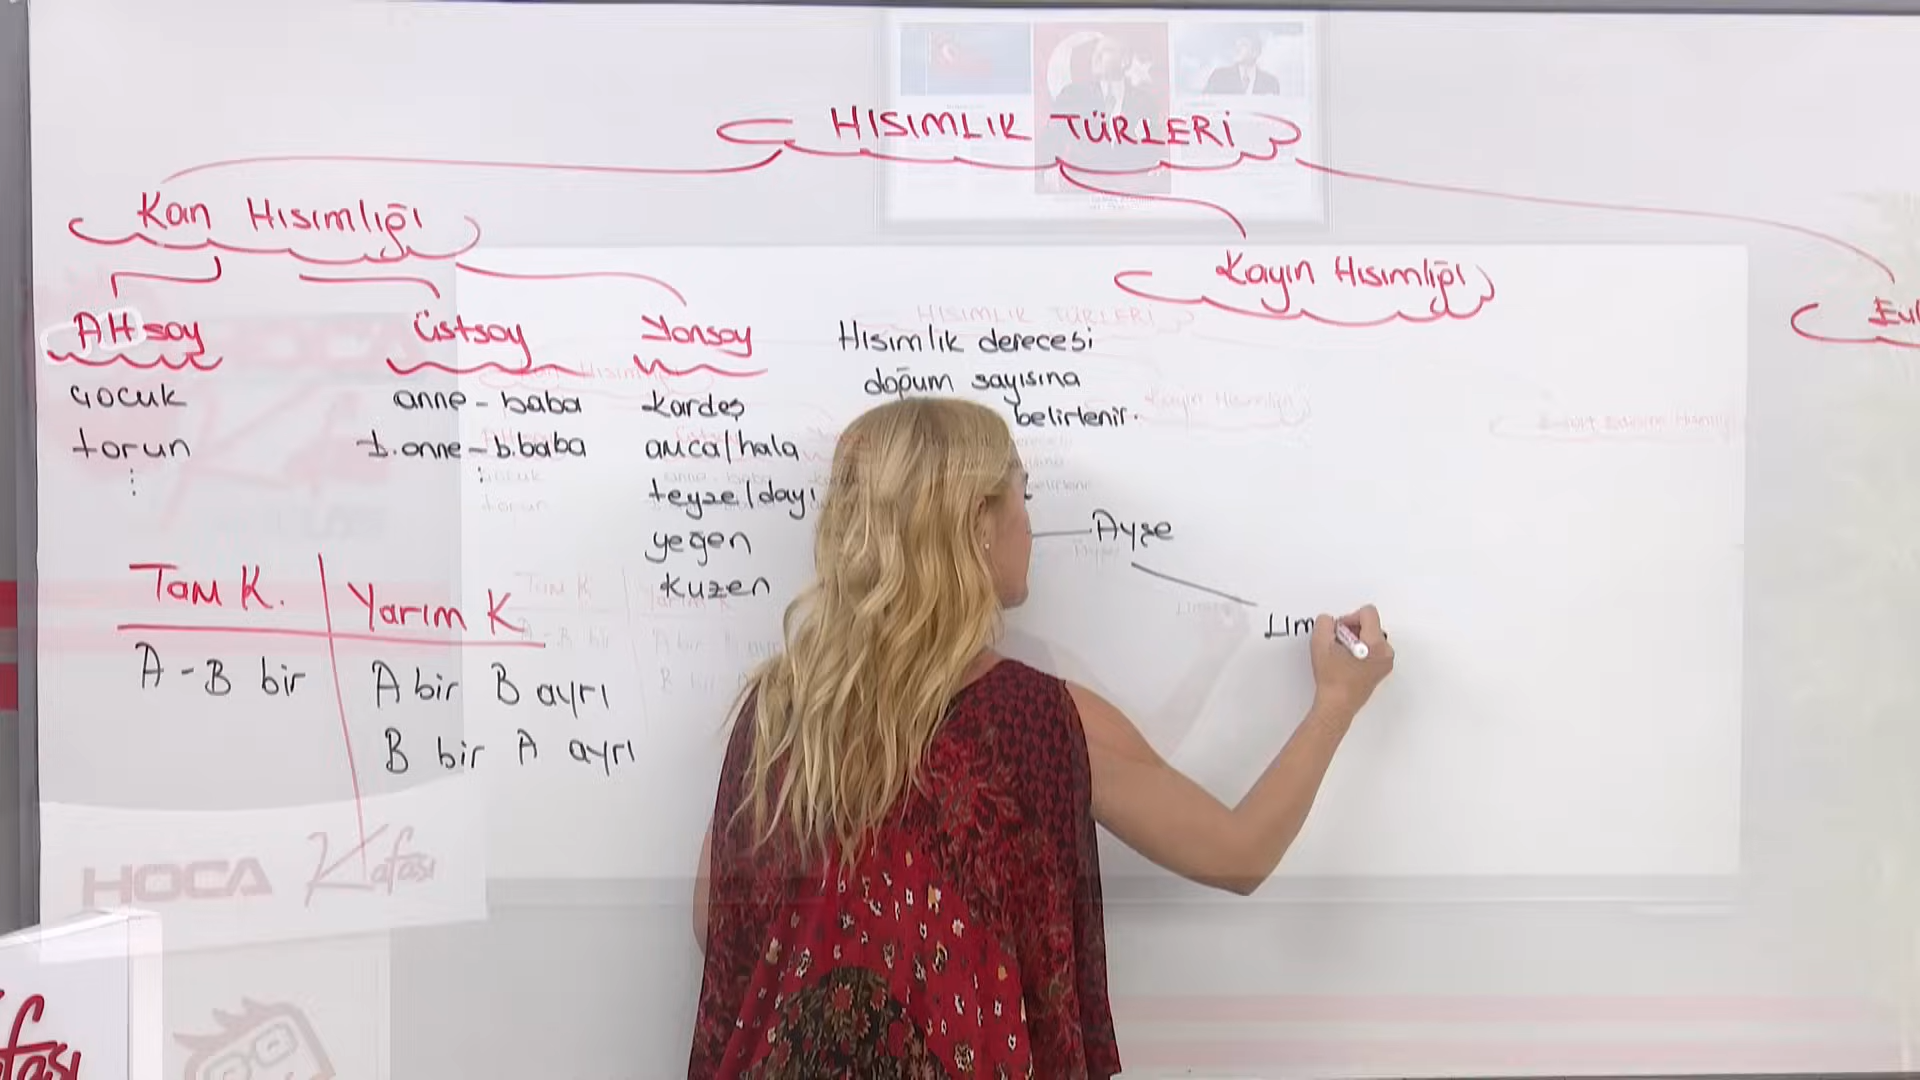 HISIMLIK TÜRLERİ
Kan Hısımlığı
Kayın Hısımlığı
Altsoy
Üstsoy
Yansoy
çocuk
torun
anne - baba
b.anne - b.baba
kardeş
amca/hala
teyze/dayı
yeğen
kuzen
Hısımlık derecesi
doğum sayısına
belirlenir.
Ayşe
Tam K.
Yarım K
A - B bir
A bir B ayrı
B bir A ayrı
HOCA Kafası